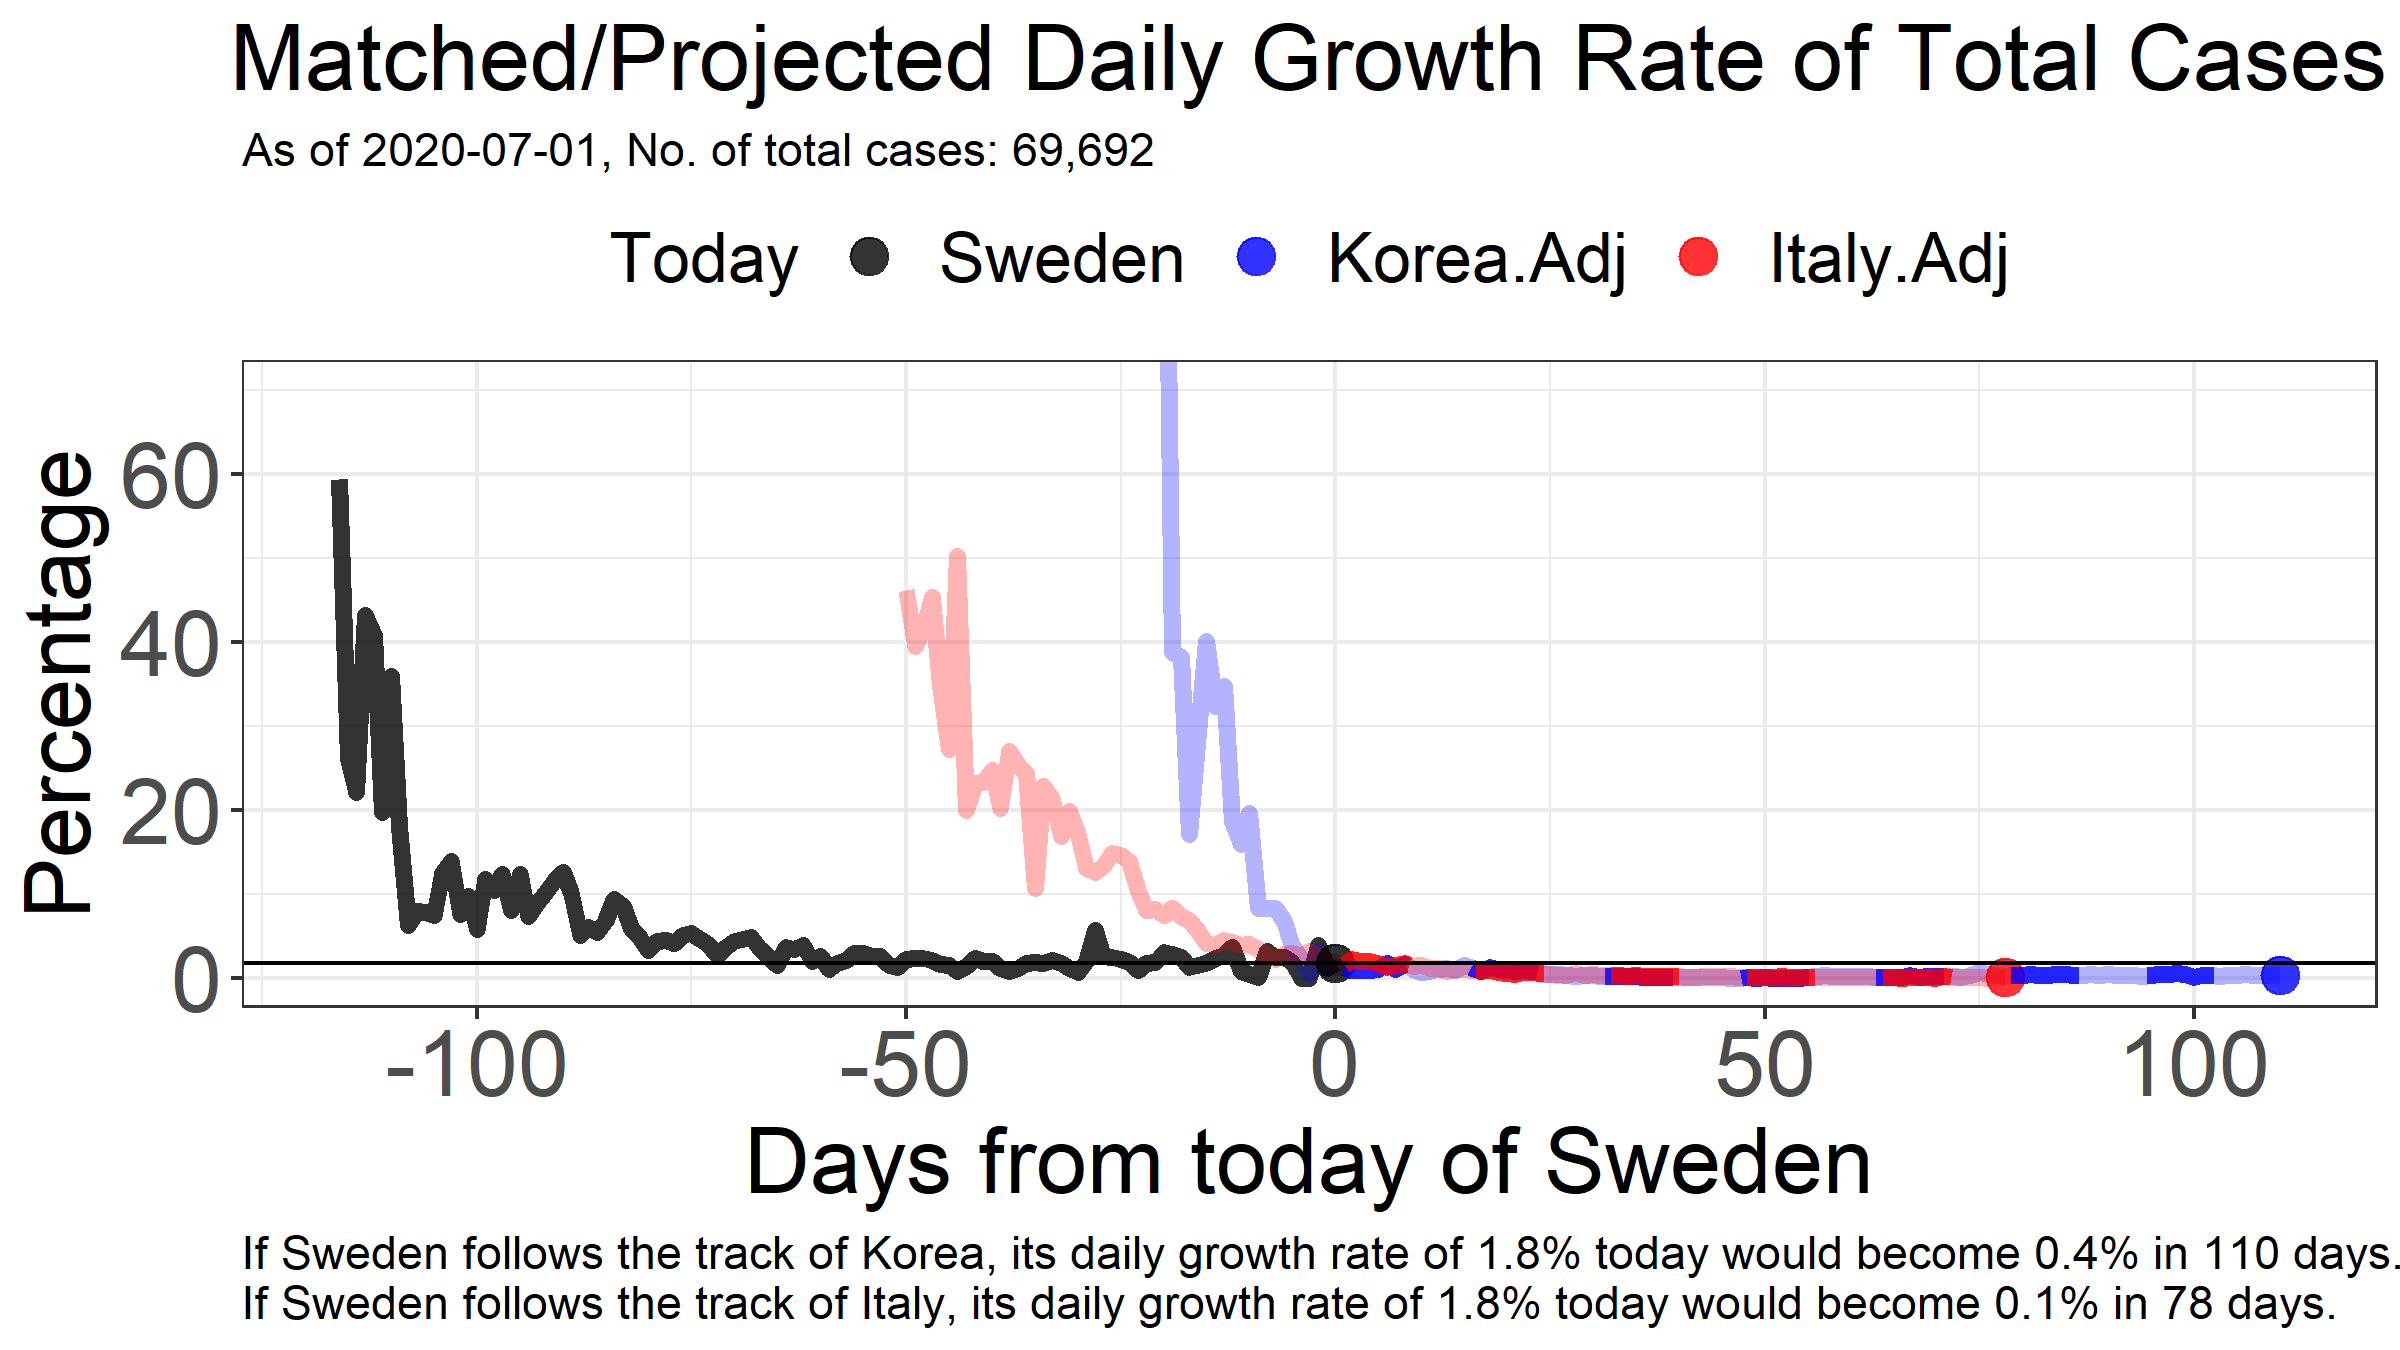 Matched/Projected Daily Growth Rate of Total Cases
As of 2020-07-01, No. of total cases: 69,692
Today Sweden Korea.Adj Italy.Adj
Percentage
60
40
20
0
-100 -50 0 50 100
Days from today of Sweden
If Sweden follows the track of Korea, its daily growth rate of 1.8% today would become 0.4% in 110 days.
If Sweden follows the track of Italy, its daily growth rate of 1.8% today would become 0.1% in 78 days.